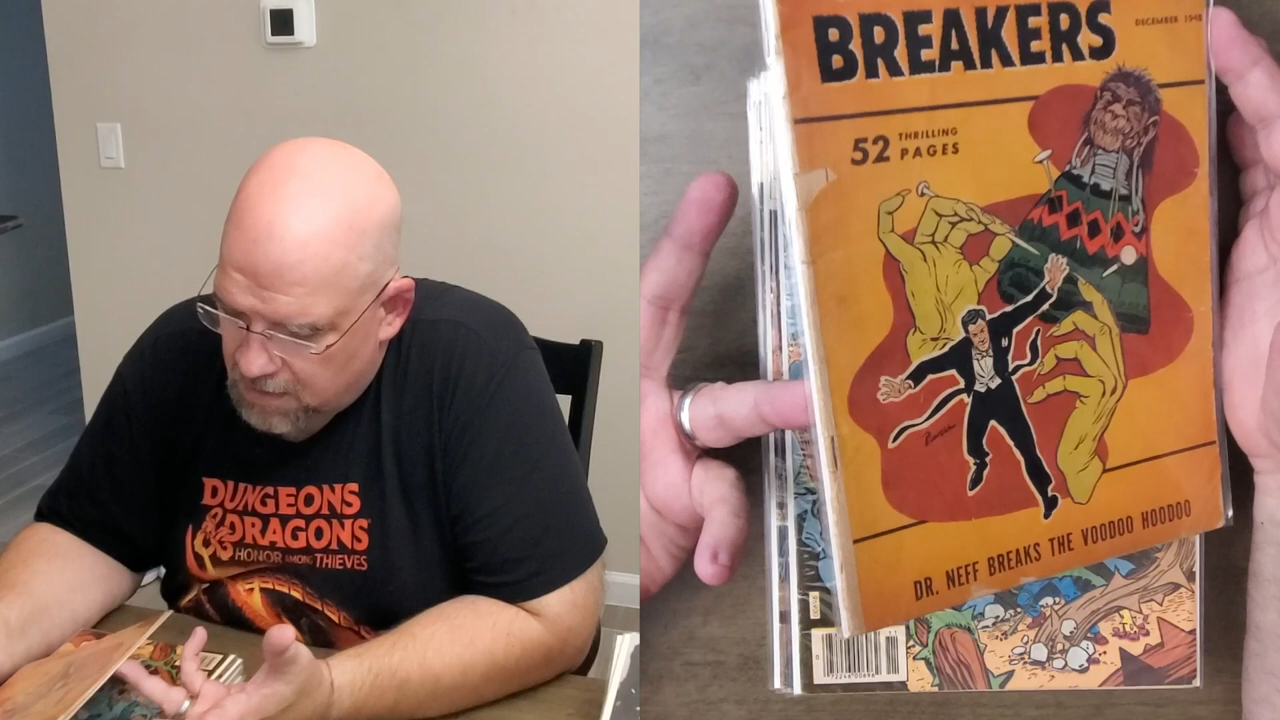 DUNGEONS
& DRAGONS
HONOR AMONG THIEVES
BREAKERS
DECEMBER 1948
52 THRILLING
PAGES
DR. NEFF BREAKS THE VOODOO HOODOO